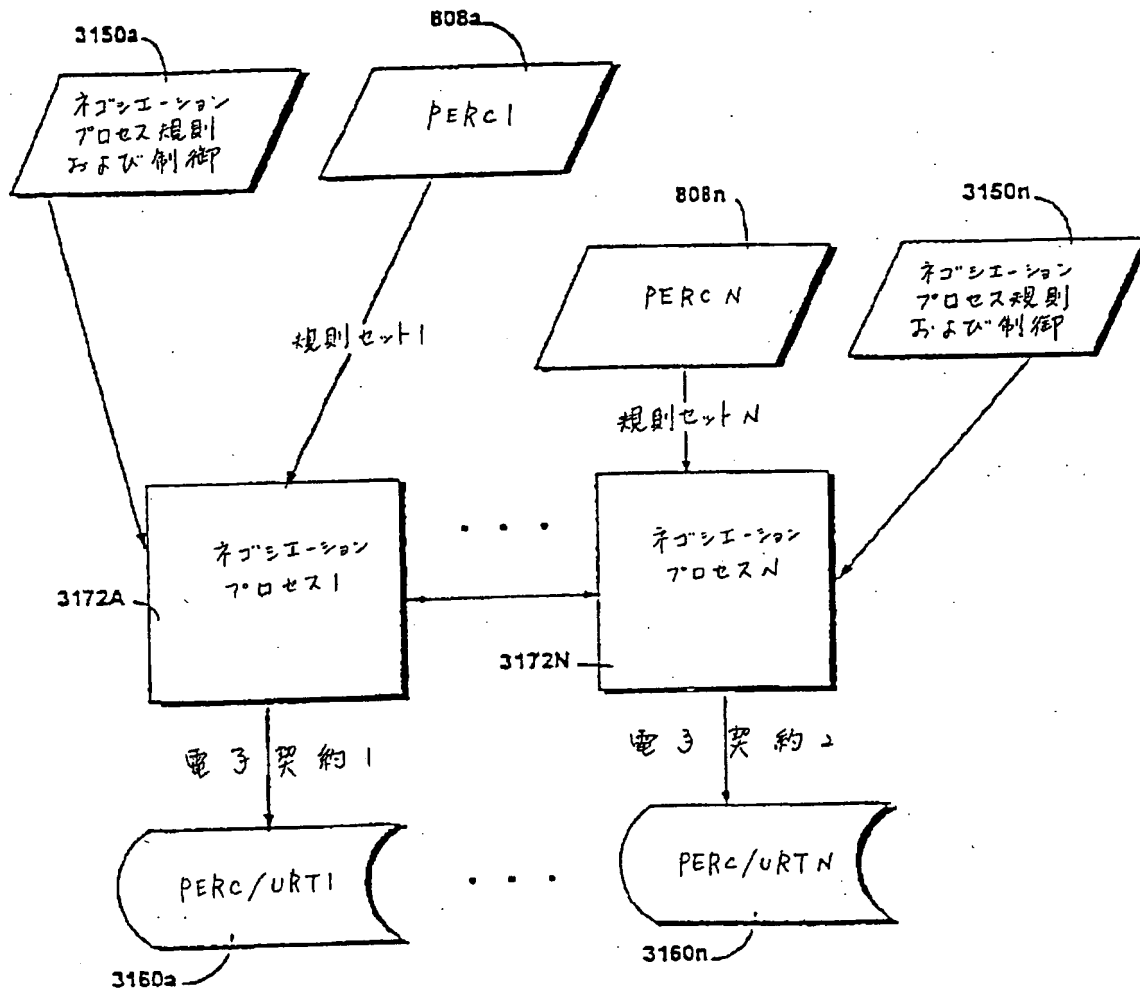 3150a
808a
ネゴシエーション
プロセス規則
および制御
PERC1
808n
3150n
PERC N
ネゴシエーション
プロセス規則
および制御
規則セット1
規則セットN
ネゴシエーション
プロセス1
ネゴシエーション
プロセスN
3172A
3172N
電子契約1
電子契約2
PERC/URT1
PERC/URTN
3160a
3160n